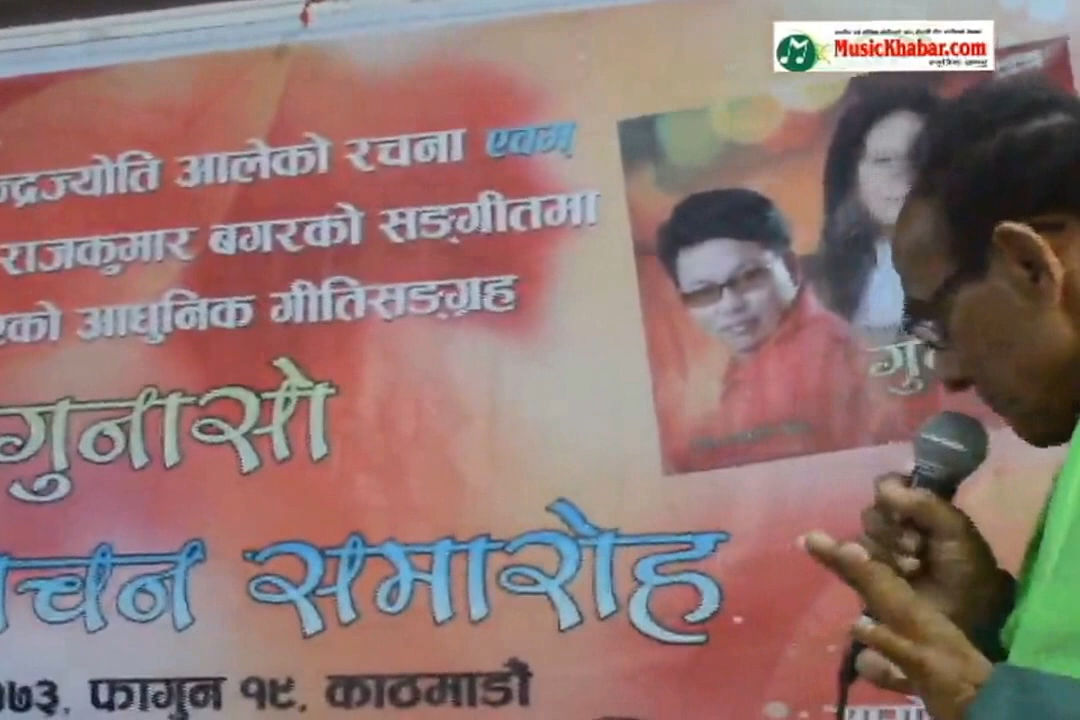 MusicKhabar.com
न्द्रज्योति आलेको रचना एवम्
राजकुमार बगरको सङ्गीतमा
रको आधुनिक गीतिसङ्ग्रह
गुनासो
गु
चन समारोह
७३, फागुन १९, काठमाडौं